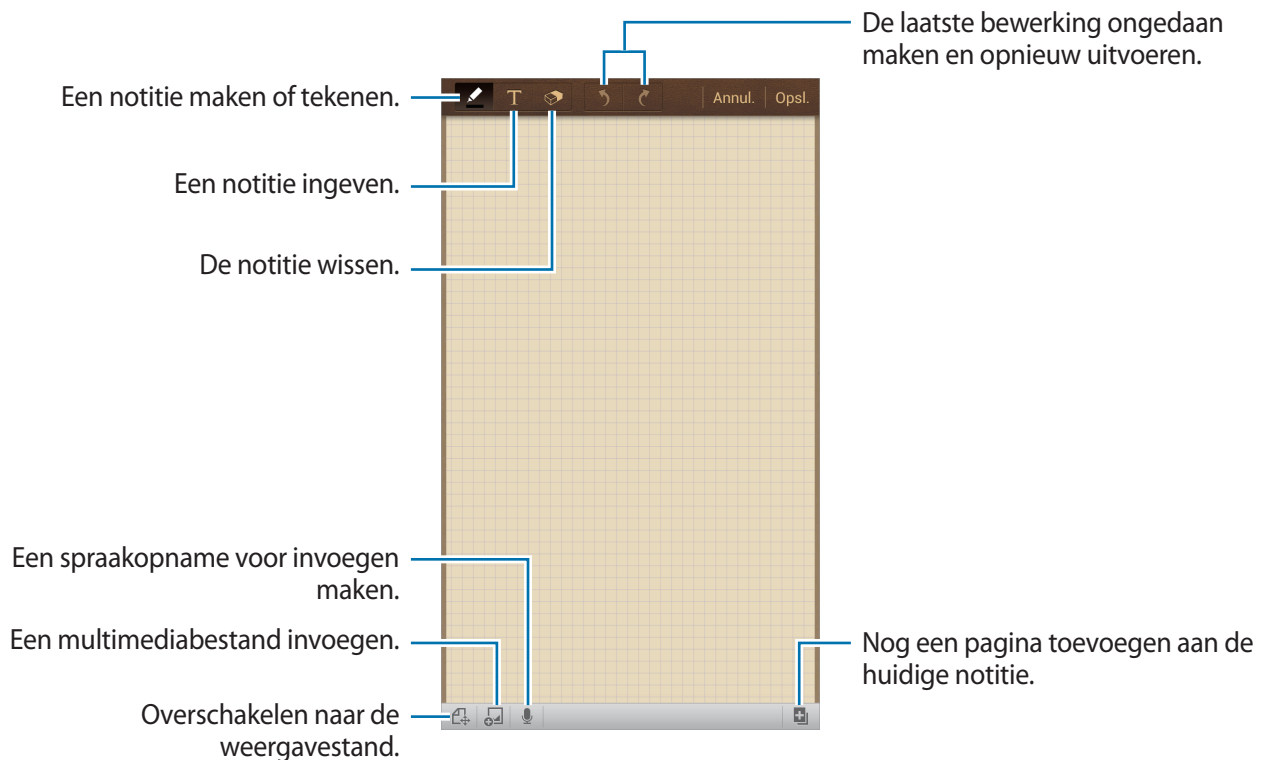 De laatste bewerking ongedaan
maken en opnieuw uitvoeren.
Een notitie maken of tekenen.
T
Annul.
Opsl.
Een notitie ingeven.
De notitie wissen.
Een spraakopname voor invoegen
maken.
Een multimediabestand invoegen.
Nog een pagina toevoegen aan de
huidige notitie.
Overschakelen naar de
weergavestand.